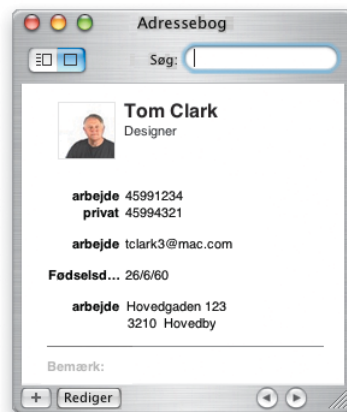 Adressebog
Søg:
Tom Clark
Designer
arbejde 45991234
privat 45994321
arbejde tclark3@mac.com
Fødselsd... 26/6/60
arbejde Hovedgaden 123
3210 Hovedby
Bemærk:
+ Rediger